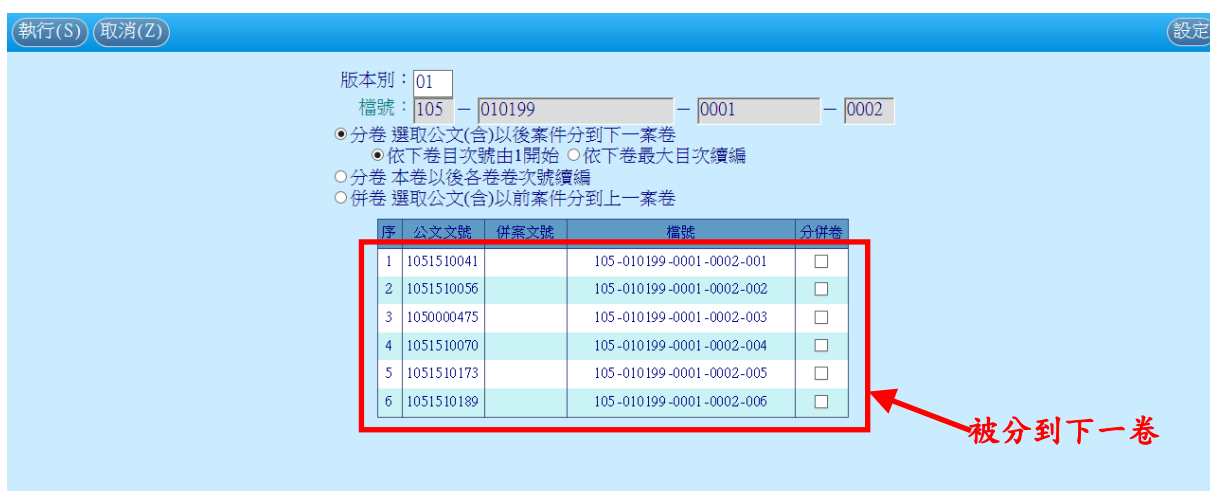 執行(S) 取消(Z) 設定
版本別：01
檔號：105 － 010199 － 0001 － 0002
分卷 選取公文(含)以後案件分到下一案卷
依下卷目次號由1開始 依下卷最大目次續編
分卷 本卷以後各卷卷次號續編
併卷 選取公文(含)以前案件分到上一案卷
序 公文文號 併案文號 檔號 分併卷
1 1051510041 105-010199-0001-0002-001
2 1051510056 105-010199-0001-0002-002
3 1050000475 105-010199-0001-0002-003
4 1051510070 105-010199-0001-0002-004
5 1051510173 105-010199-0001-0002-005
6 1051510189 105-010199-0001-0002-006
被分到下一卷